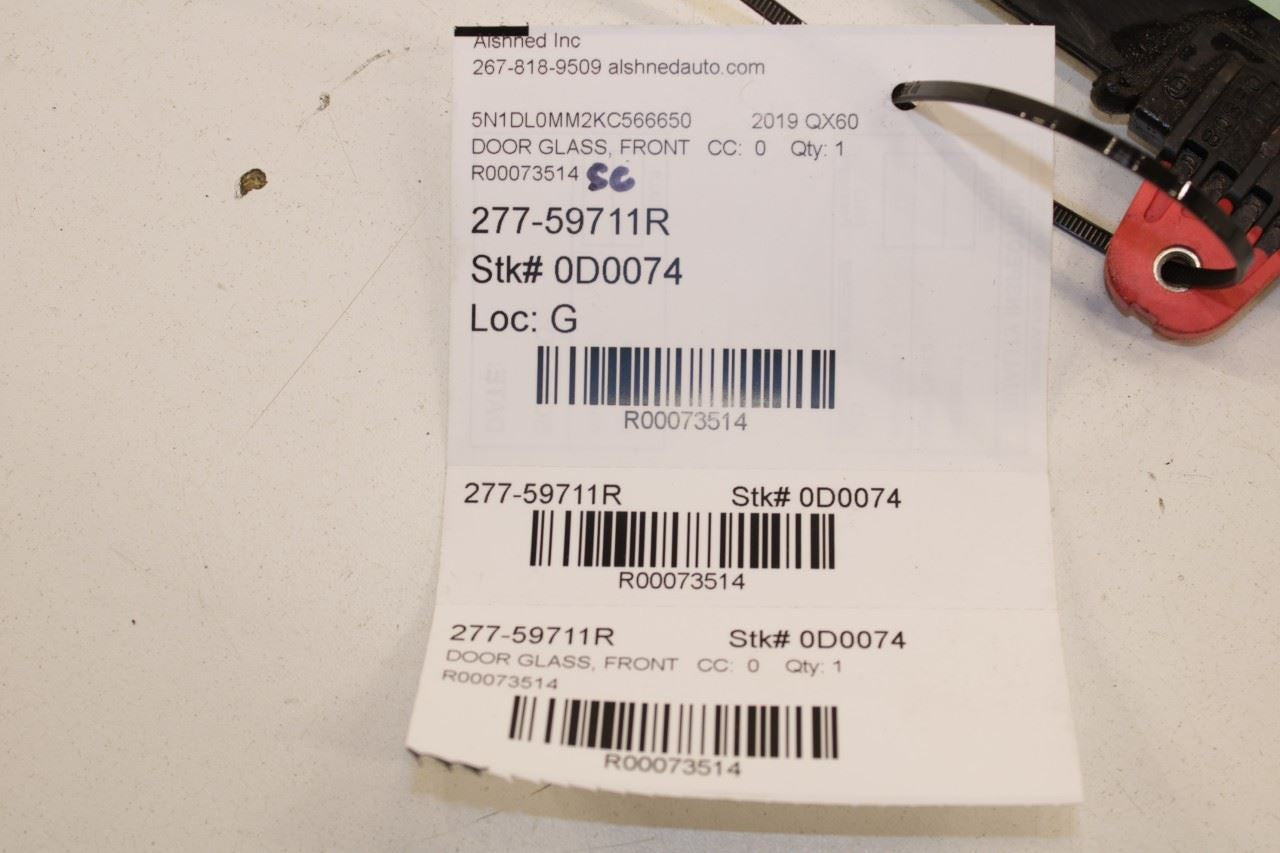 Alshned Inc
267-818-9509 alshnedauto.com
5N1DL0MM2KC566650 2019 QX60
DOOR GLASS, FRONT CC: 0 Qty: 1
R00073514 SG
277-59711R
Stk# 0D0074
Loc: G
R00073514
277-59711R Stk# 0D0074
R00073514
277-59711R Stk# 0D0074
DOOR GLASS, FRONT CC: 0 Qty: 1
R00073514
R00073514